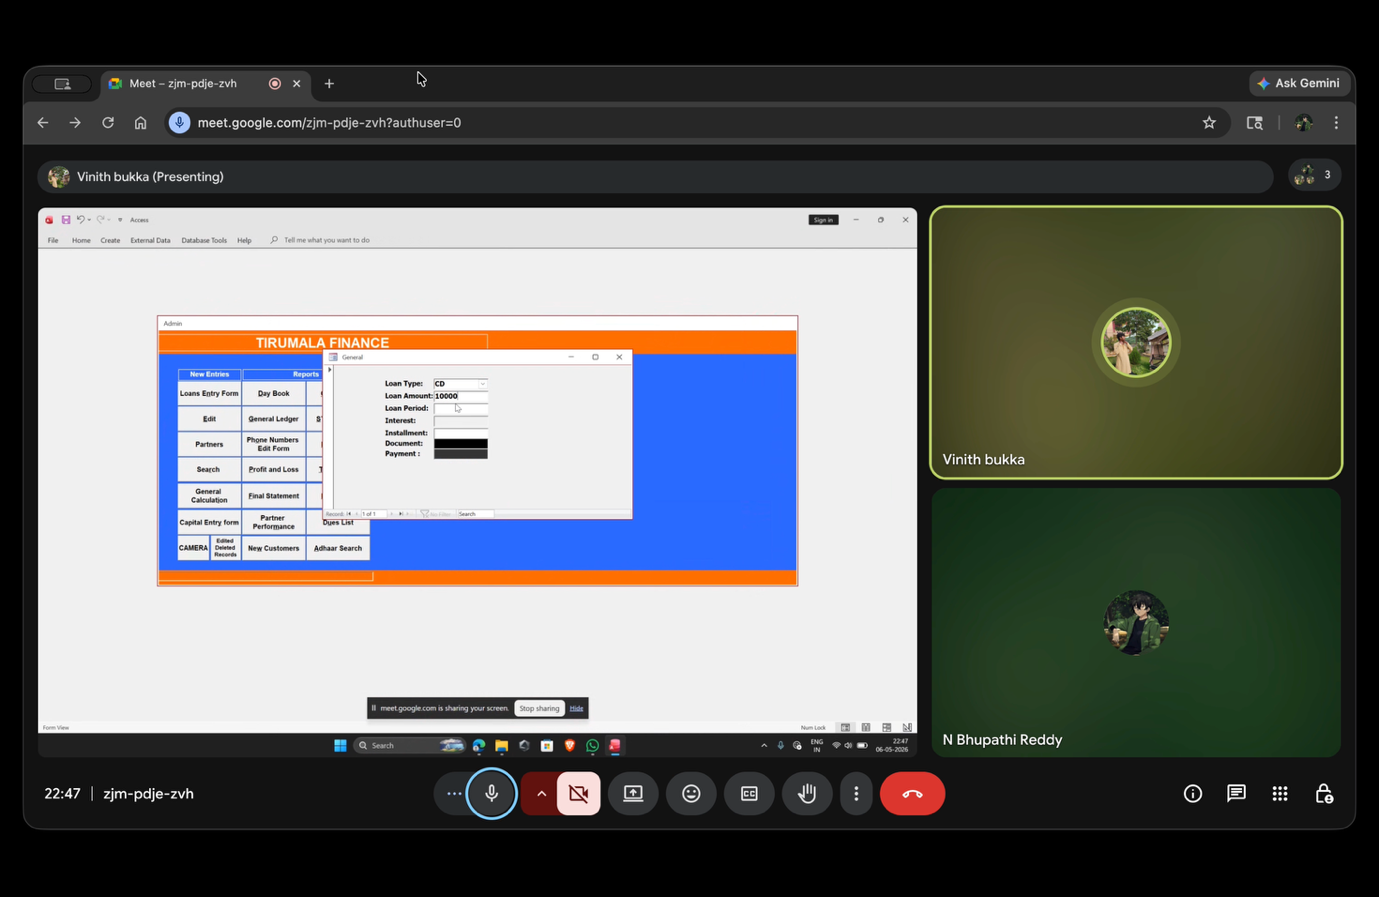 Meet – zjm-pdje-zvh
Ask Gemini
meet.google.com/zjm-pdje-zvh?authuser=0
Vinith bukka (Presenting)
3
Access
Sign in
File Home Create External Data Database Tools Help Tell me what you want to do
Admin
TIRUMALA FINANCE
General
New Entries Reports
Loans Entry Form Day Book
Edit General Ledger
Partners Phone Numbers Edit Form
Search Profit and Loss
General Calculation Final Statement
Capital Entry form Partner Performance Dues List
CAMERA Edited Deleted Records New Customers Adhaar Search
Loan Type: CD
Loan Amount: 10000
Loan Period:
Interest:
Installment:
Document:
Payment :
Record: 1 of 1 No Filter Search
meet.google.com is sharing your screen. Stop sharing Hide
Form View
Num Lock
Search
ENG
IN
22:47
06-05-2026
Vinith bukka
N Bhupathi Reddy
22:47 | zjm-pdje-zvh
CC